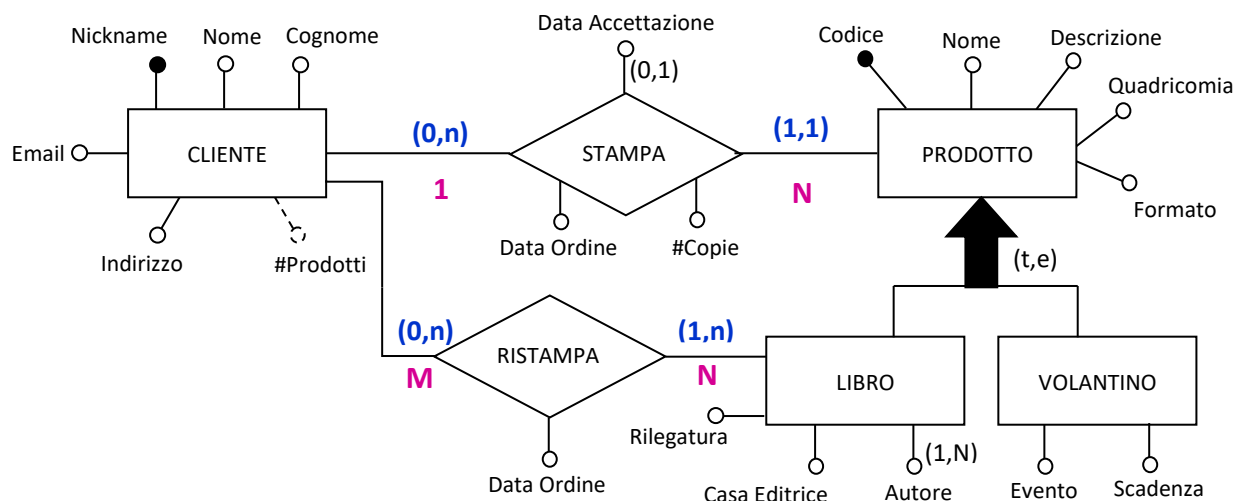 Data Accettazione
Nickname
Nome
Cognome
Codice
Nome
Descrizione
(0,1)
Quadricomia
(0,n)
(1,1)
Email
CLIENTE
STAMPA
PRODOTTO
1
N
Formato
Indirizzo
#Prodotti
Data Ordine
#Copie
(t,e)
(0,n)
(1,n)
RISTAMPA
M
N
LIBRO
VOLANTINO
Rilegatura
(1,N)
Data Ordine
Casa Editrice
Autore
Evento
Scadenza